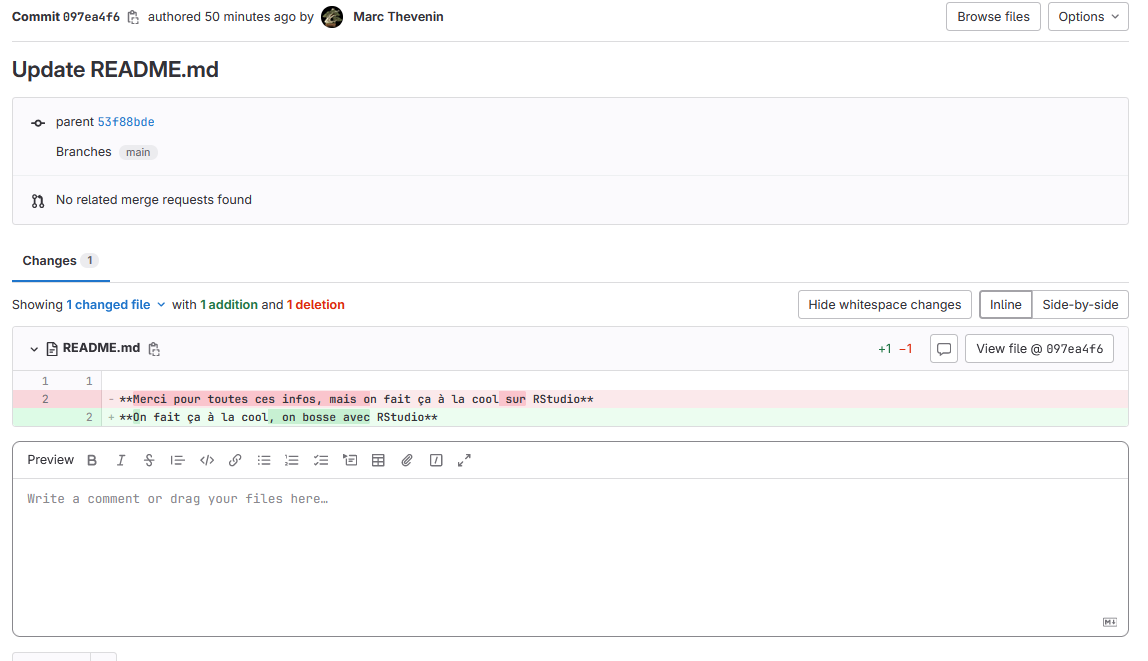 Commit 097ea4f6 authored 50 minutes ago by Marc Thevenin Browse files Options
Update README.md
parent 53f88bde
Branches main
No related merge requests found
Changes 1
Showing 1 changed file with 1 addition and 1 deletion Hide whitespace changes Inline Side-by-side
README.md +1 −1 View file @ 097ea4f6
1 1
2 - **Merci pour toutes ces infos, mais on fait ça à la cool sur RStudio**
2 + **On fait ça à la cool, on bosse avec RStudio**
Preview
Write a comment or drag your files here…